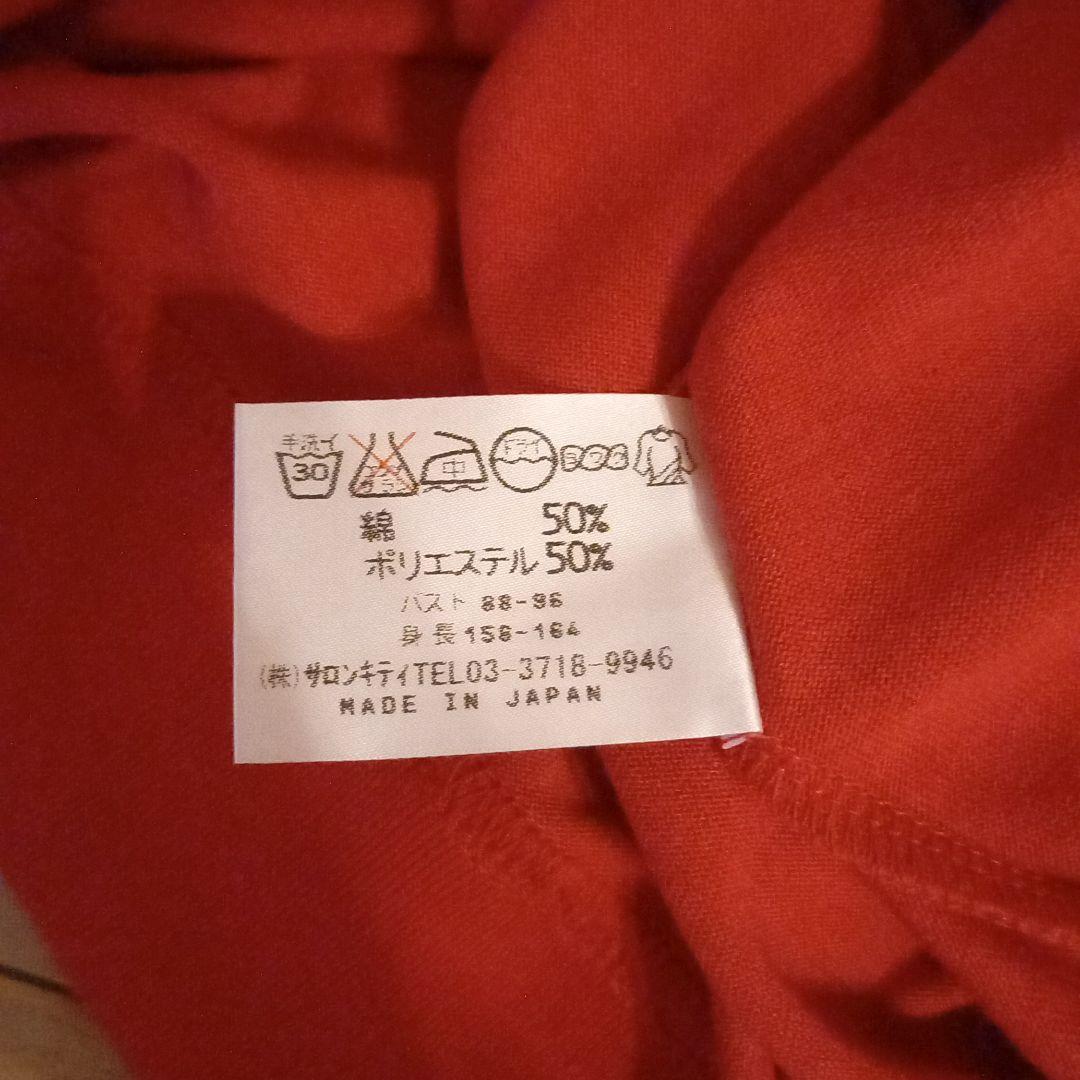 手洗イ 30 中 ドライ
綿 50%
ポリエステル 50%
バスト 88-96
身長 158-164
(株)サロンキティTEL03-3718-9946
MADE IN JAPAN